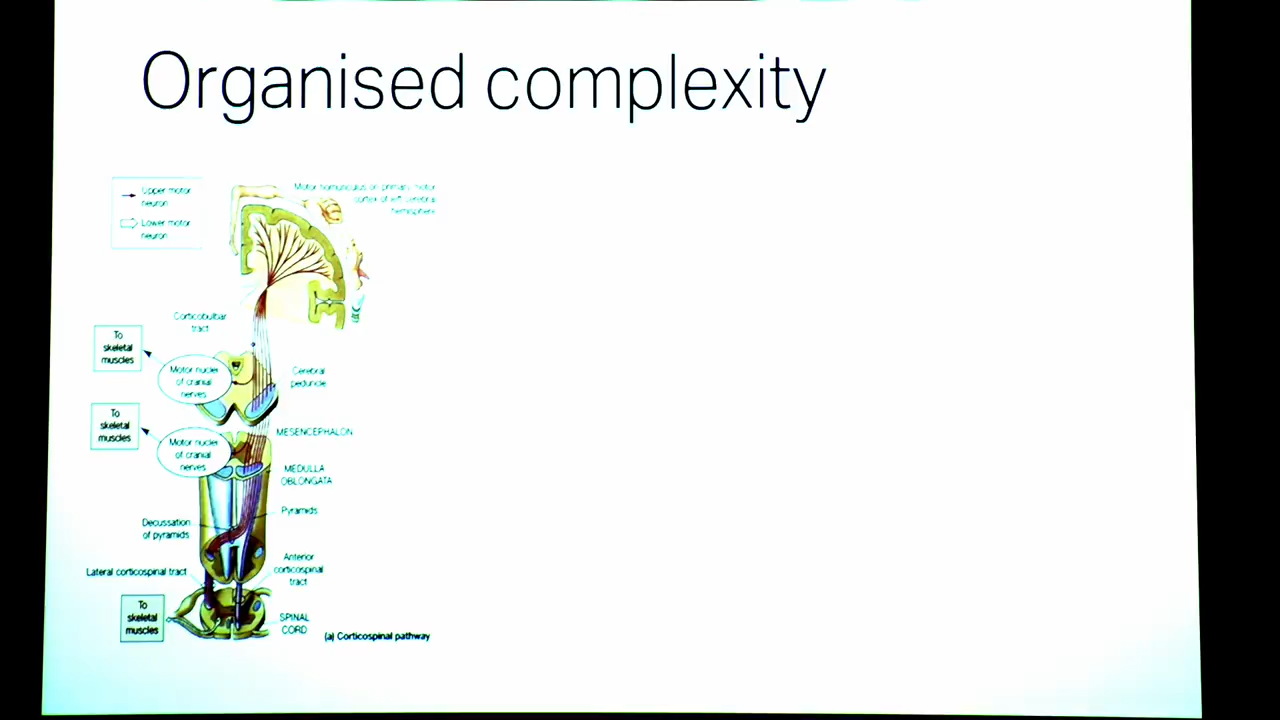 Organised complexity
Upper motor
neuron
Lower motor
neuron
Motor homunculus on primary motor
cortex of left cerebral
hemisphere
Corticobulbar
tract
To
skeletal
muscles
Motor nuclei
of cranial
nerves
Cerebral
peduncle
To
skeletal
muscles
MESENCEPHALON
Motor nuclei
of cranial
nerves
MEDULLA
OBLONGATA
Pyramids
Decussation
of pyramids
Anterior
corticospinal
tract
Lateral corticospinal tract
To
skeletal
muscles
SPINAL
CORD
(a) Corticospinal pathway